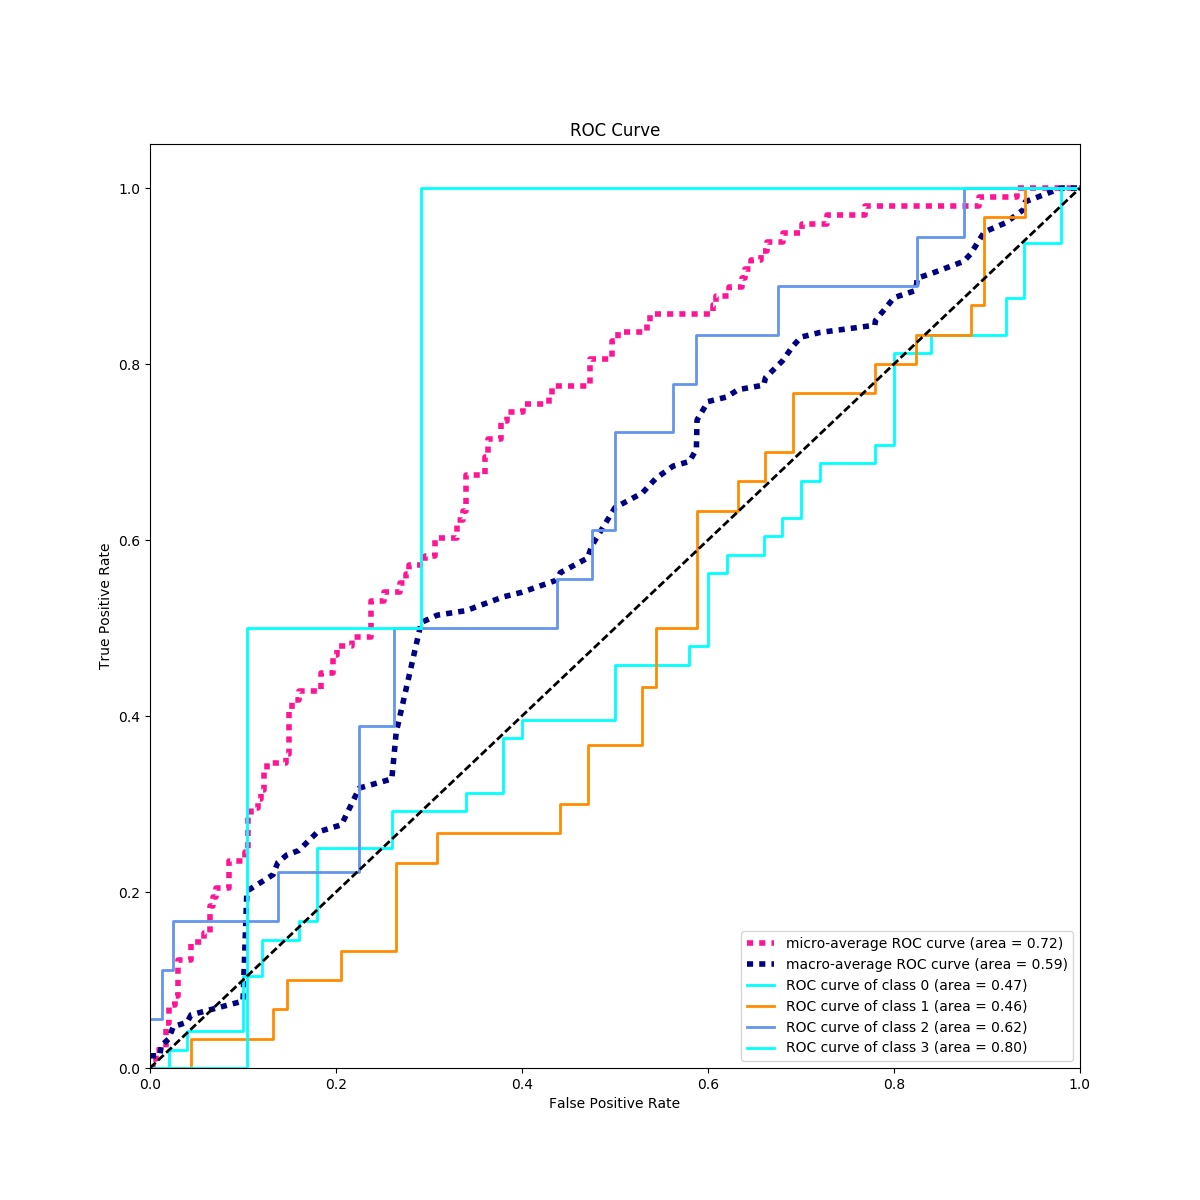 ROC Curve
True Positive Rate
1.0
0.8
0.6
0.4
0.2
0.0
micro-average ROC curve (area = 0.72)
macro-average ROC curve (area = 0.59)
ROC curve of class 0 (area = 0.47)
ROC curve of class 1 (area = 0.46)
ROC curve of class 2 (area = 0.62)
ROC curve of class 3 (area = 0.80)
0.0 0.2 0.4 0.6 0.8 1.0
False Positive Rate